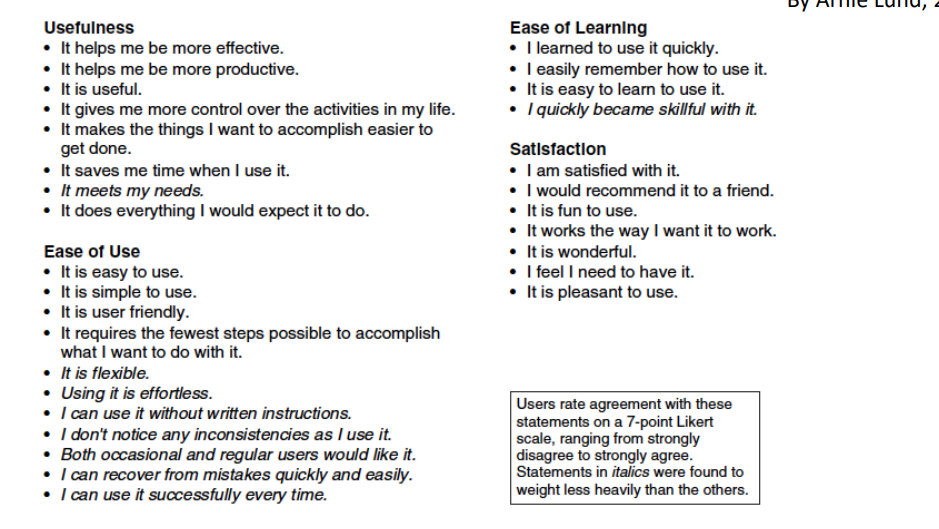 By Arnie Lund, 2
Usefulness
• It helps me be more effective.
• It helps me be more productive.
• It is useful.
• It gives me more control over the activities in my life.
• It makes the things I want to accomplish easier to
get done.
• It saves me time when I use it.
• It meets my needs.
• It does everything I would expect it to do.
Ease of Use
• It is easy to use.
• It is simple to use.
• It is user friendly.
• It requires the fewest steps possible to accomplish
what I want to do with it.
• It is flexible.
• Using it is effortless.
• I can use it without written instructions.
• I don't notice any inconsistencies as I use it.
• Both occasional and regular users would like it.
• I can recover from mistakes quickly and easily.
• I can use it successfully every time.
Ease of Learning
• I learned to use it quickly.
• I easily remember how to use it.
• It is easy to learn to use it.
• I quickly became skillful with it.
Satisfaction
• I am satisfied with it.
• I would recommend it to a friend.
• It is fun to use.
• It works the way I want it to work.
• It is wonderful.
• I feel I need to have it.
• It is pleasant to use.
Users rate agreement with these
statements on a 7-point Likert
scale, ranging from strongly
disagree to strongly agree.
Statements in italics were found to
weight less heavily than the others.